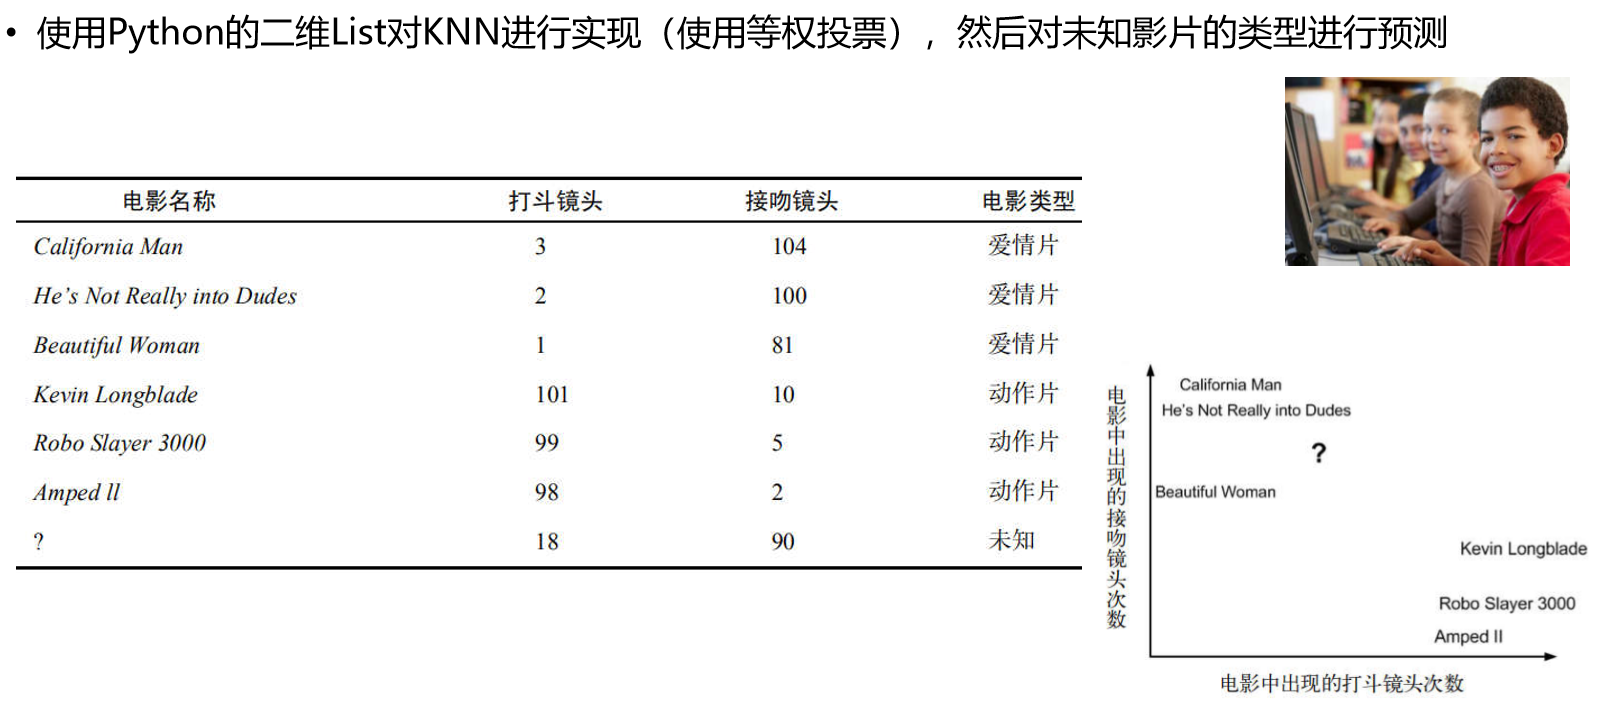 • 使用Python的二维List对KNN进行实现（使用等权投票），然后对未知影片的类型进行预测
电影名称 打斗镜头 接吻镜头 电影类型
California Man 3 104 爱情片
He's Not Really into Dudes 2 100 爱情片
Beautiful Woman 1 81 爱情片
Kevin Longblade 101 10 动作片
Robo Slayer 3000 99 5 动作片
Amped ll 98 2 动作片
? 18 90 未知
电影中出现的接吻镜头次数
California Man
He's Not Really into Dudes
?
Beautiful Woman
Kevin Longblade
Robo Slayer 3000
Amped II
电影中出现的打斗镜头次数